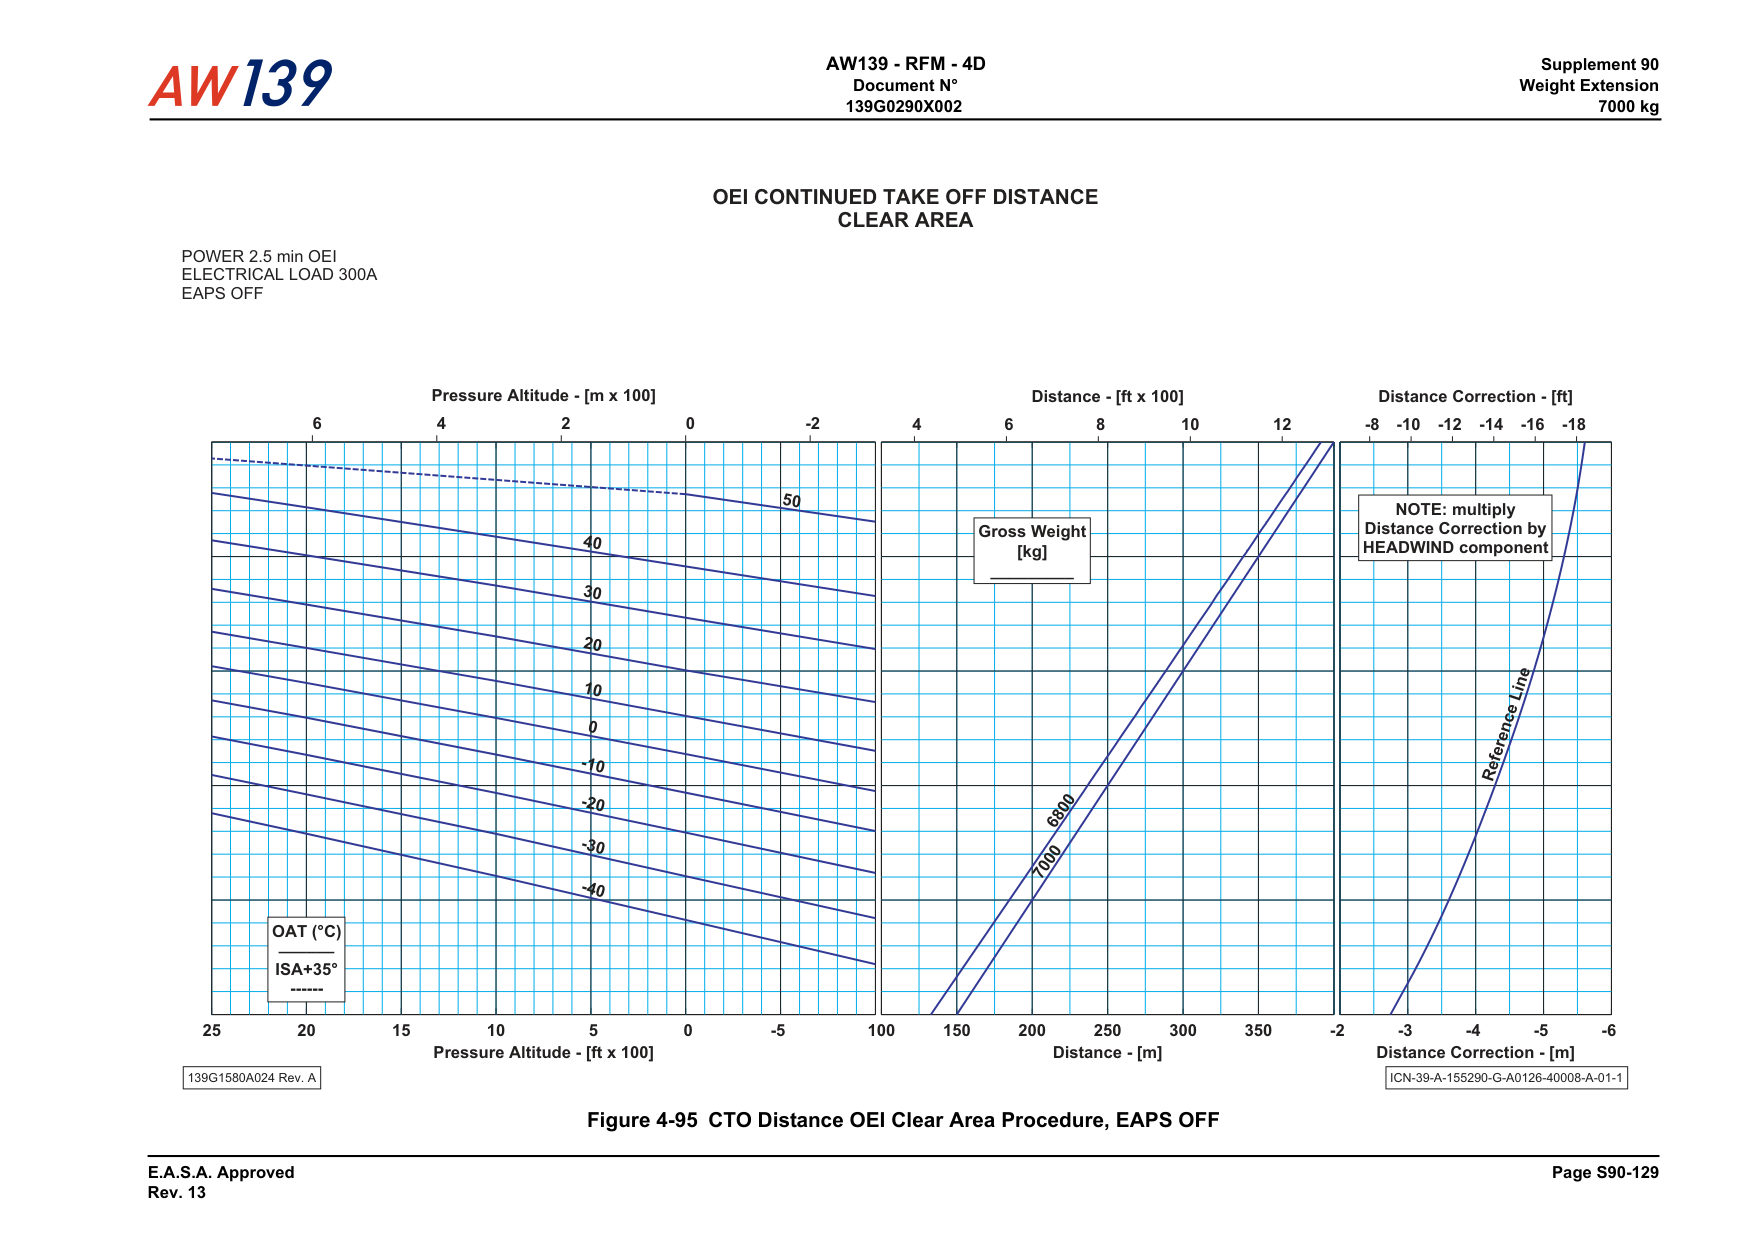 AW139
AW139 - RFM - 4D
Document N°
139G0290X002
Supplement 90
Weight Extension
7000 kg
OEI CONTINUED TAKE OFF DISTANCE
CLEAR AREA
POWER 2.5 min OEI
ELECTRICAL LOAD 300A
EAPS OFF
Pressure Altitude - [m x 100]
6 4 2 0 -2
Distance - [ft x 100]
4 6 8 10 12
Distance Correction - [ft]
-8 -10 -12 -14 -16 -18
50
40
30
20
10
0
-10
-20
-30
-40
OAT (°C)
ISA+35°
------
Gross Weight
[kg]
6800
7000
NOTE: multiply
Distance Correction by
HEADWIND component
Reference Line
25 20 15 10 5 0 -5 100 150 200 250 300 350 -2 -3 -4 -5 -6
Pressure Altitude - [ft x 100]
Distance - [m]
Distance Correction - [m]
139G1580A024 Rev. A
ICN-39-A-155290-G-A0126-40008-A-01-1
Figure 4-95 CTO Distance OEI Clear Area Procedure, EAPS OFF
E.A.S.A. Approved
Rev. 13
Page S90-129